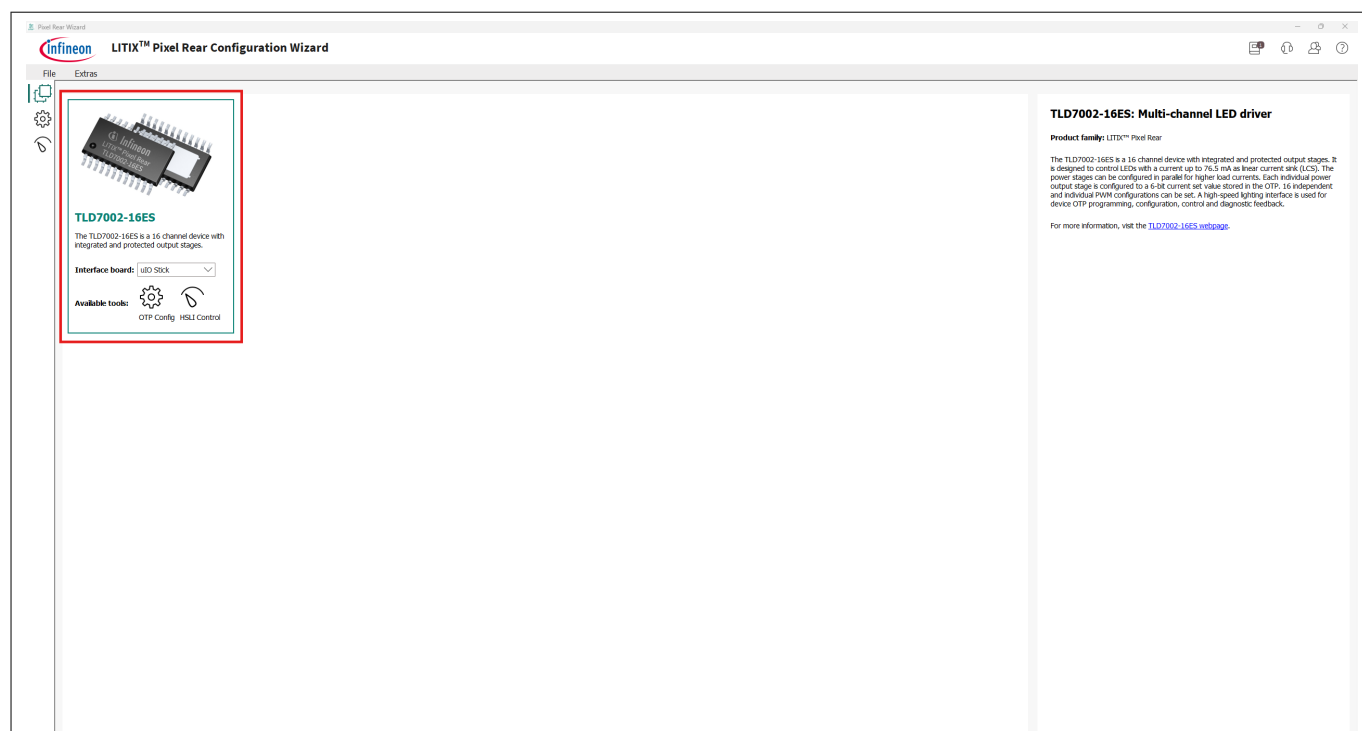 Pixel Rear Wizard
infineon
LITIX™ Pixel Rear Configuration Wizard
File Extras
Infineon
LITIX™ Pixel Rear
TLD7002-16ES
TLD7002-16ES
The TLD7002-16ES is a 16 channel device with
integrated and protected output stages.
Interface board: uIO Stick
Available tools:
OTP Config HSLI Control
TLD7002-16ES: Multi-channel LED driver
Product family: LITIX™ Pixel Rear
The TLD7002-16ES is a 16 channel device with integrated and protected output stages. It
is designed to control LEDs with a current up to 76.5 mA as linear current sink (LCS). The
power stages can be configured in parallel for higher load currents. Each individual power
output stage is configured to a 6-bit current set value stored in the OTP. 16 independent
and individual PWM configurations can be set. A high-speed lighting interface is used for
device OTP programming, configuration, control and diagnostic feedback.
For more information, visit the TLD7002-16ES webpage.